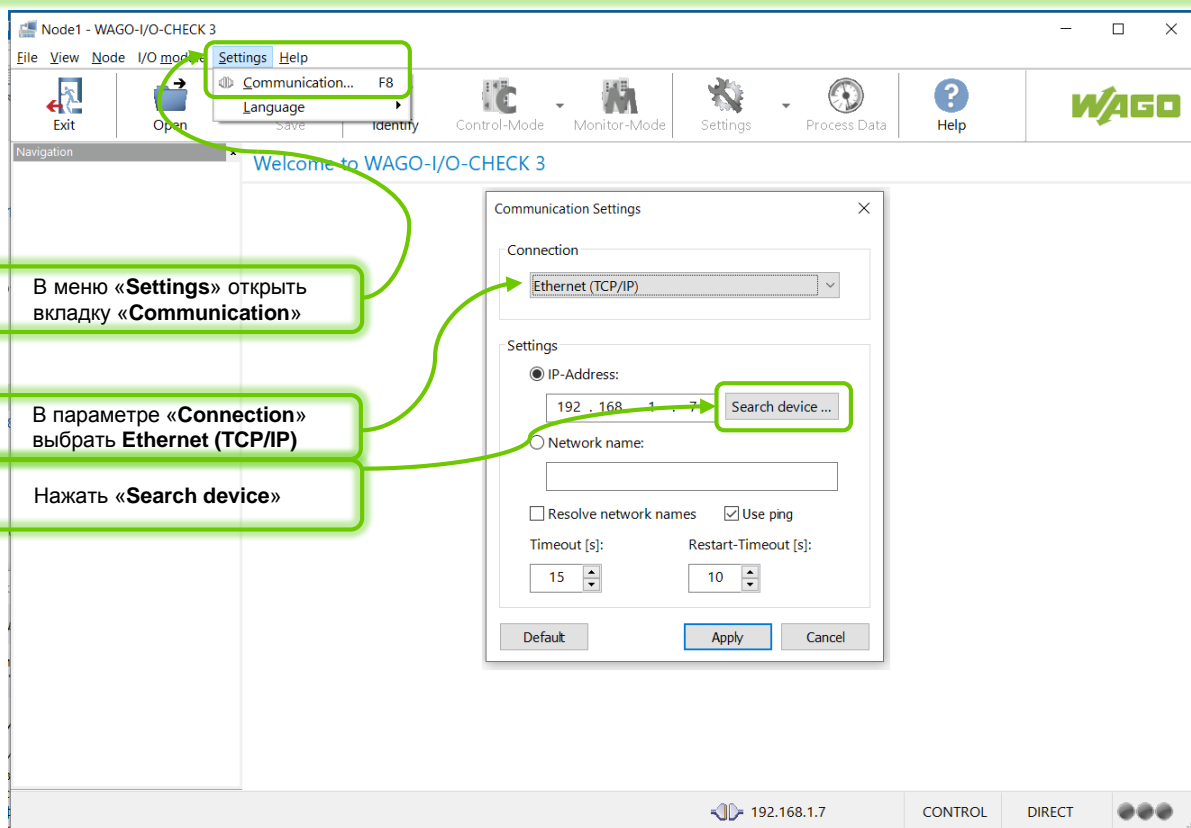 Node1 - WAGO-I/O-CHECK 3
File View Node I/O module Settings Help
Communication... F8
Language
Exit Open Save Identify Control-Mode Monitor-Mode Settings Process Data Help WAGO
Navigation
Welcome to WAGO-I/O-CHECK 3
Communication Settings
Connection
Ethernet (TCP/IP)
Settings
IP-Address:
192 . 168 . 1 . 7
Search device ...
Network name:
Resolve network names Use ping
Timeout [s]: Restart-Timeout [s]:
15 10
Default Apply Cancel
В меню «Settings» открыть
вкладку «Communication»
В параметре «Connection»
выбрать Ethernet (TCP/IP)
Нажать «Search device»
192.168.1.7 CONTROL DIRECT